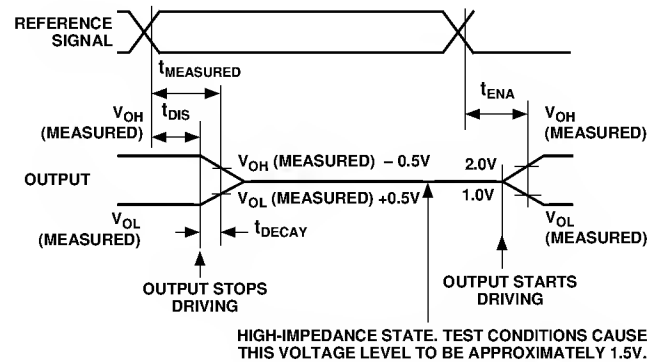 REFERENCE
SIGNAL
tMEASURED
tENA
VOH
(MEASURED)
tDIS
VOH
(MEASURED)
VOH (MEASURED) – 0.5V
2.0V
OUTPUT
VOL (MEASURED) +0.5V
1.0V
VOL
(MEASURED)
tDECAY
VOL
(MEASURED)
OUTPUT STOPS
DRIVING
OUTPUT STARTS
DRIVING
HIGH-IMPEDANCE STATE. TEST CONDITIONS CAUSE
THIS VOLTAGE LEVEL TO BE APPROXIMATELY 1.5V.